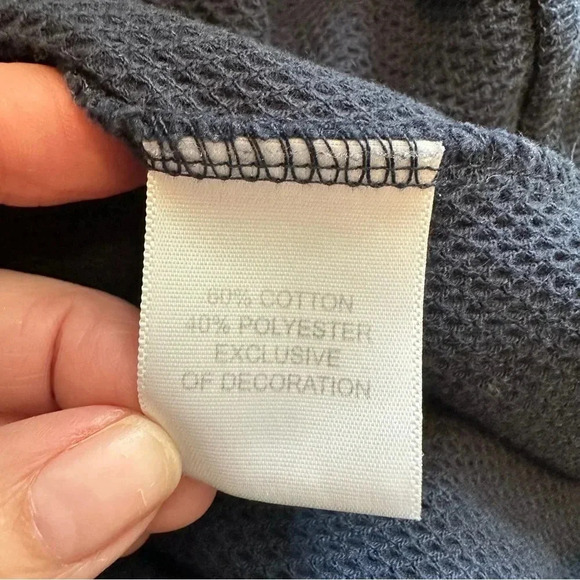 60% COTTON
40% POLYESTER
EXCLUSIVE
OF DECORATION